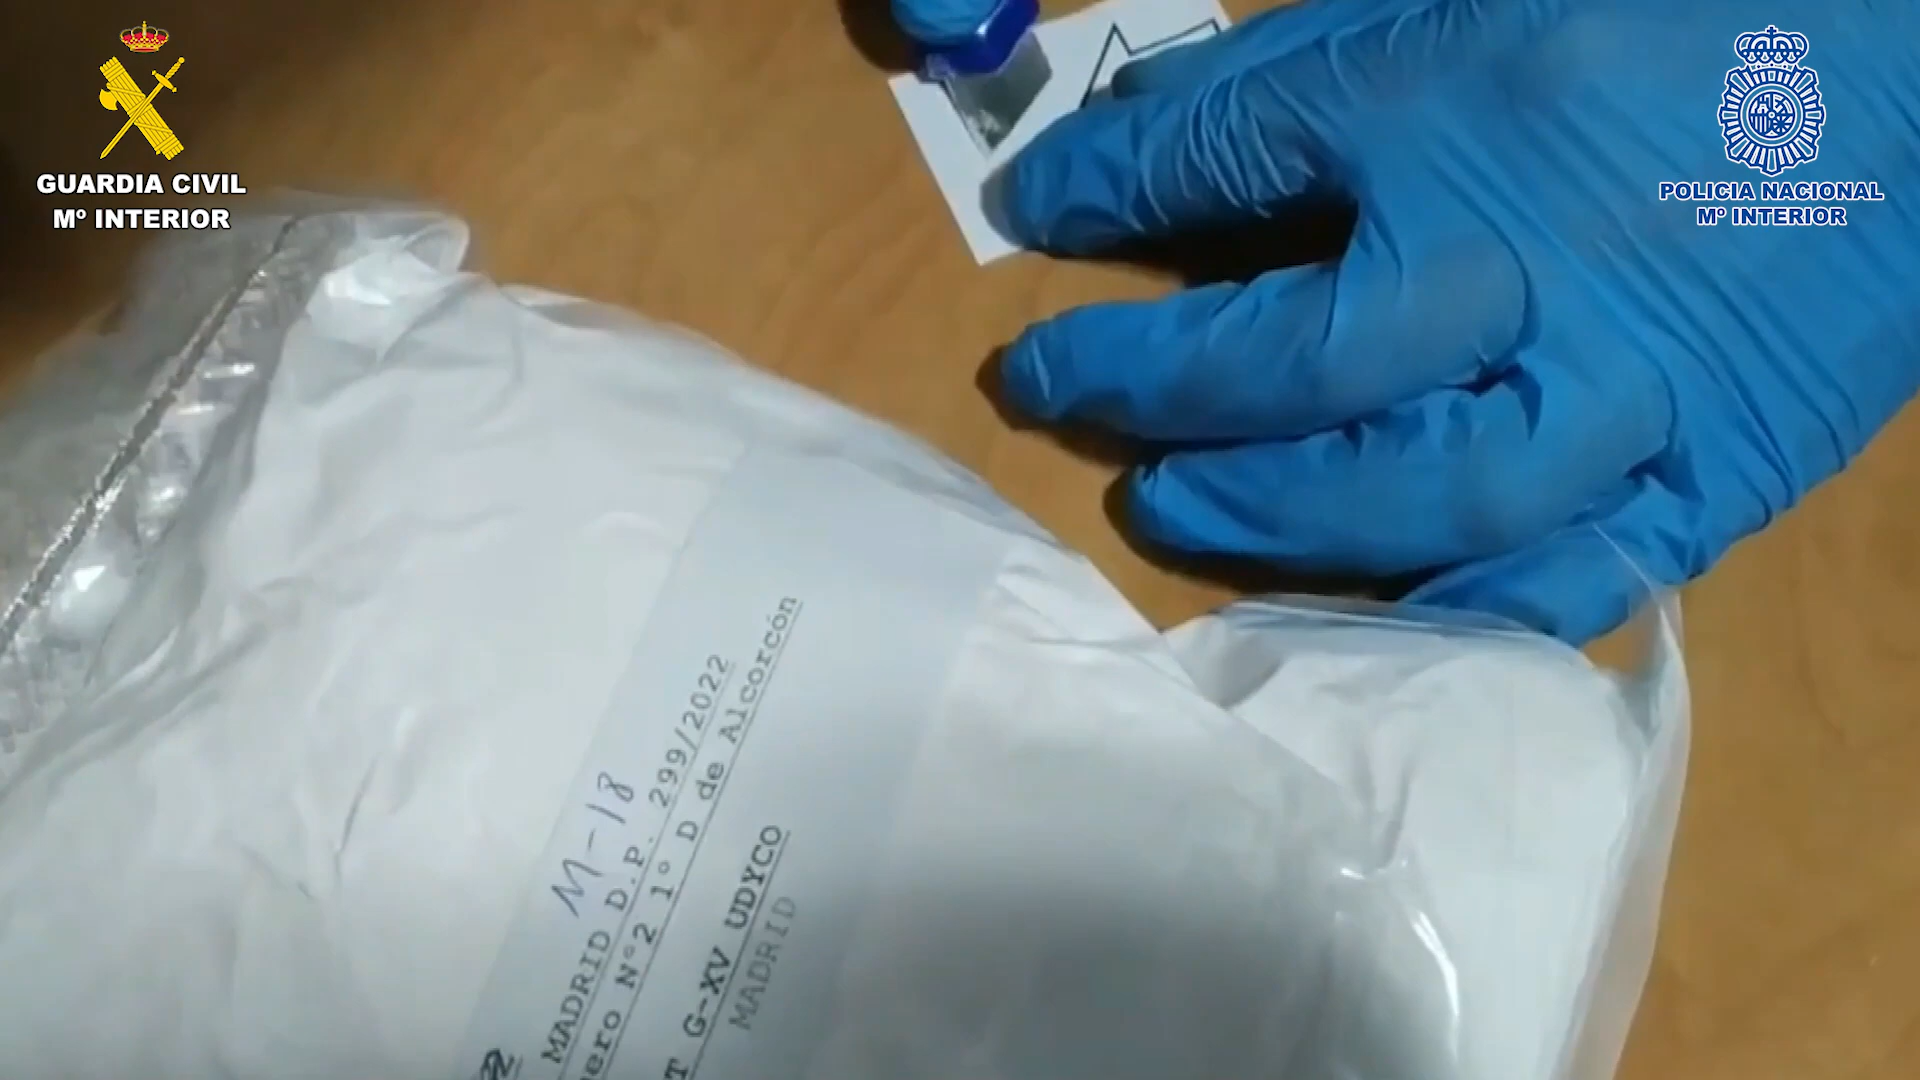 GUARDIA CIVIL
Mº INTERIOR
POLICIA NACIONAL
Mº INTERIOR
M-18
MADRID D.P. 299/2022
Nº2 1º D de Alcorcón
G-XV UDYCO
MADRID